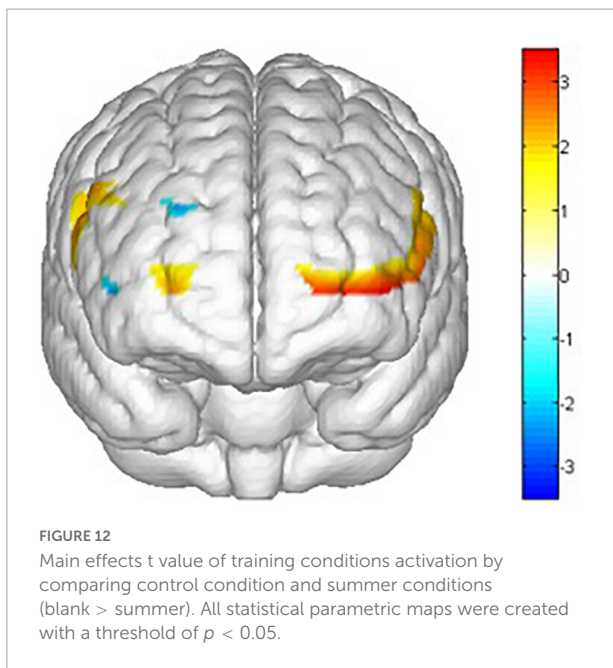 3
2
1
0
-1
-2
-3
FIGURE 12
Main effects t value of training conditions activation by
comparing control condition and summer conditions
(blank > summer). All statistical parametric maps were created
with a threshold of p < 0.05.